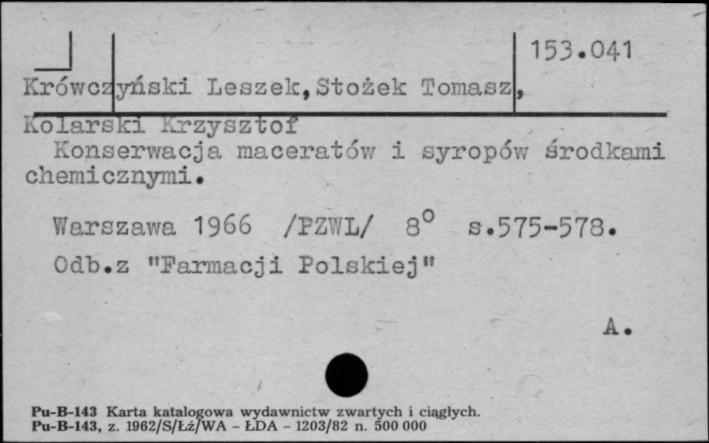 153.041
Krówczyński Leszek, Stożek Tomasz,
Kolarski Krzysztof
Konserwacja maceratów i syropów środkami
chemicznymi.
Warszawa 1966 /PZWL/ 8° s.575-578.
Odb.z "Farmacji Polskiej"
A.
Pu-B-143 Karta katalogowa wydawnictw zwartych i ciągłych.
Pu-B-143, z. 1962/S/Łź/WA - ŁDA - 1203/82 n. 500 000